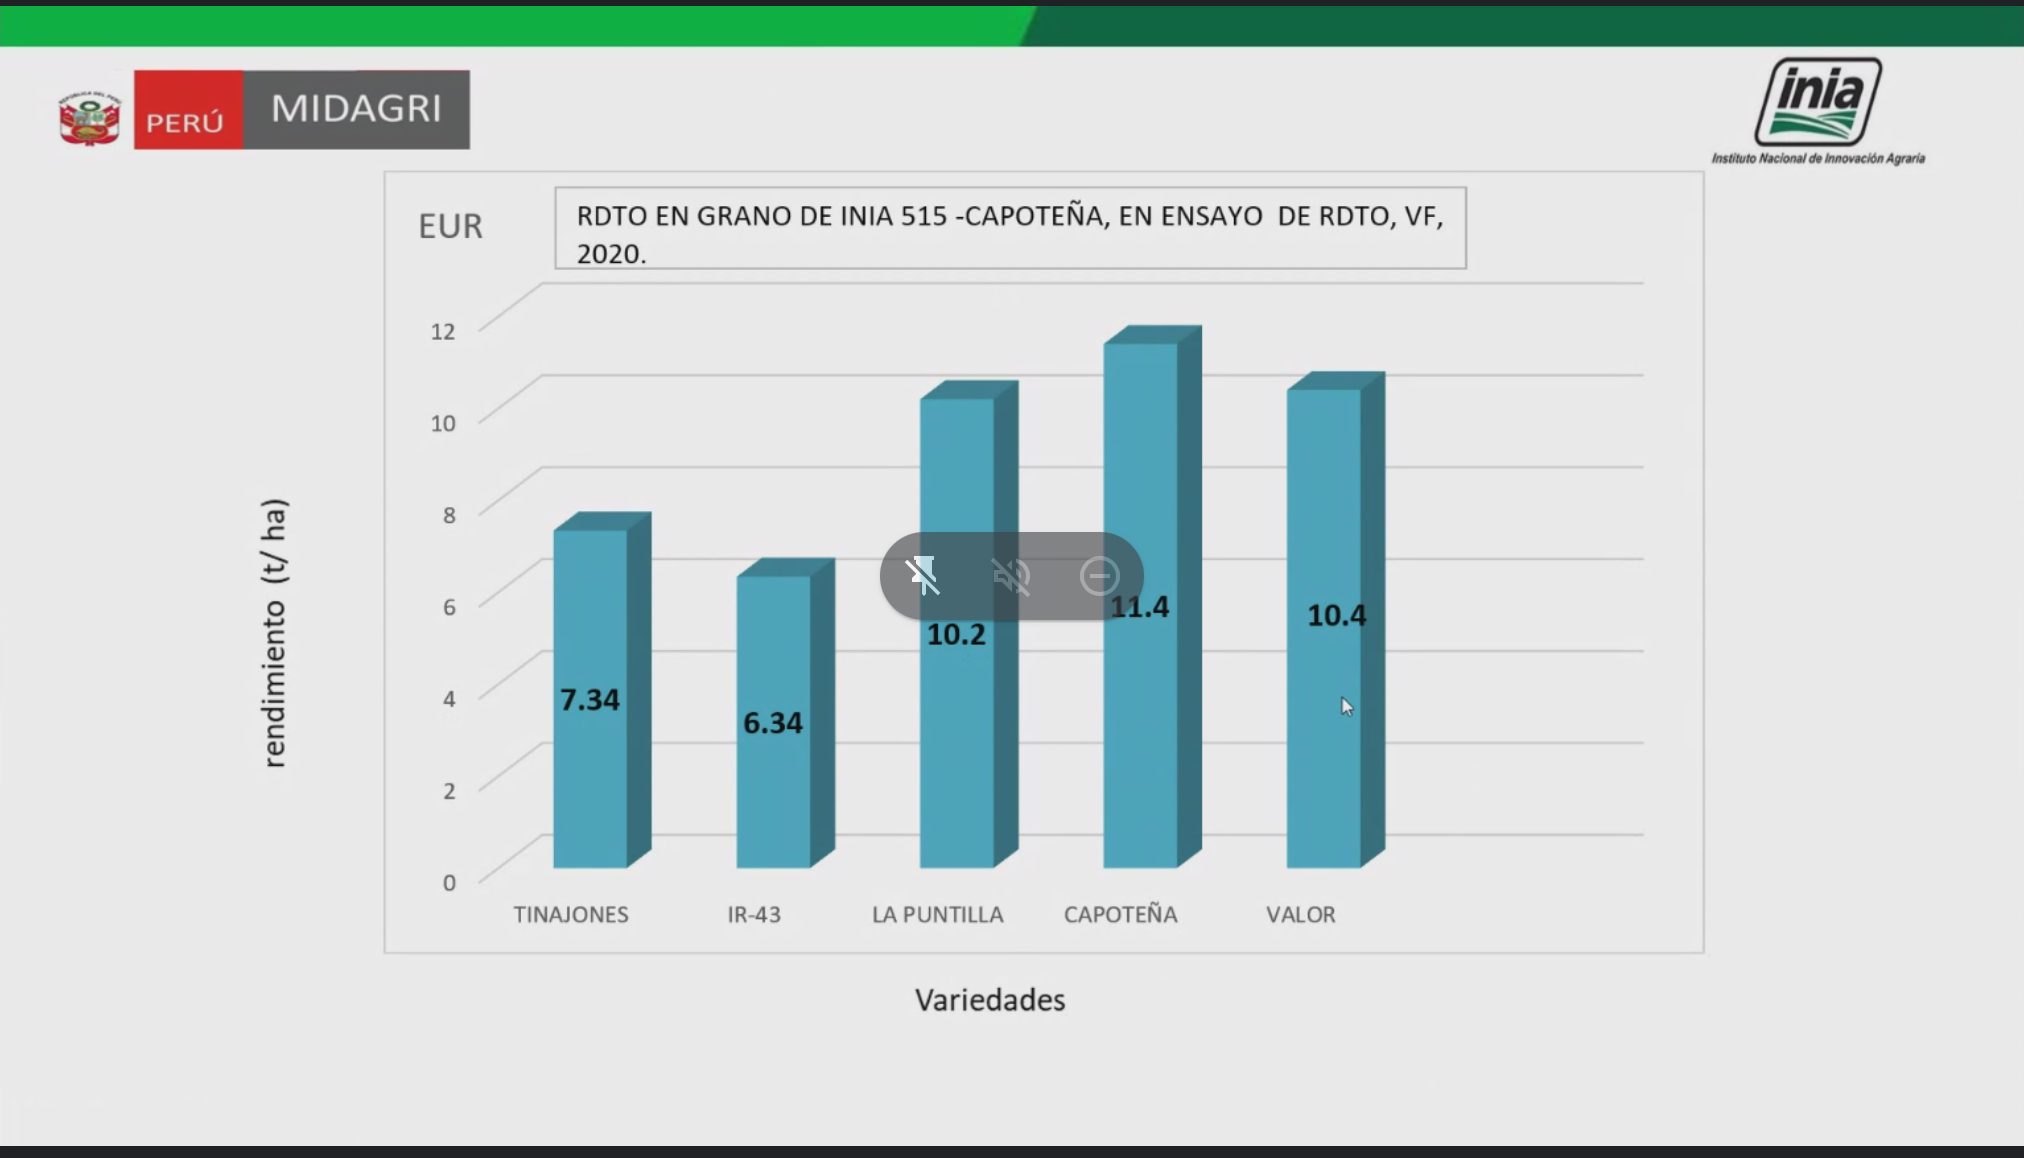 PERÚ
MIDAGRI
inia
Instituto Nacional de Innovación Agraria
EUR
RDTO EN GRANO DE INIA 515 -CAPOTEÑA, EN ENSAYO DE RDTO, VF,
2020.
rendimiento (t/ ha)
12
10
8
6
4
2
0
7.34
6.34
10.2
11.4
10.4
TINAJONES
IR-43
LA PUNTILLA
CAPOTEÑA
VALOR
Variedades